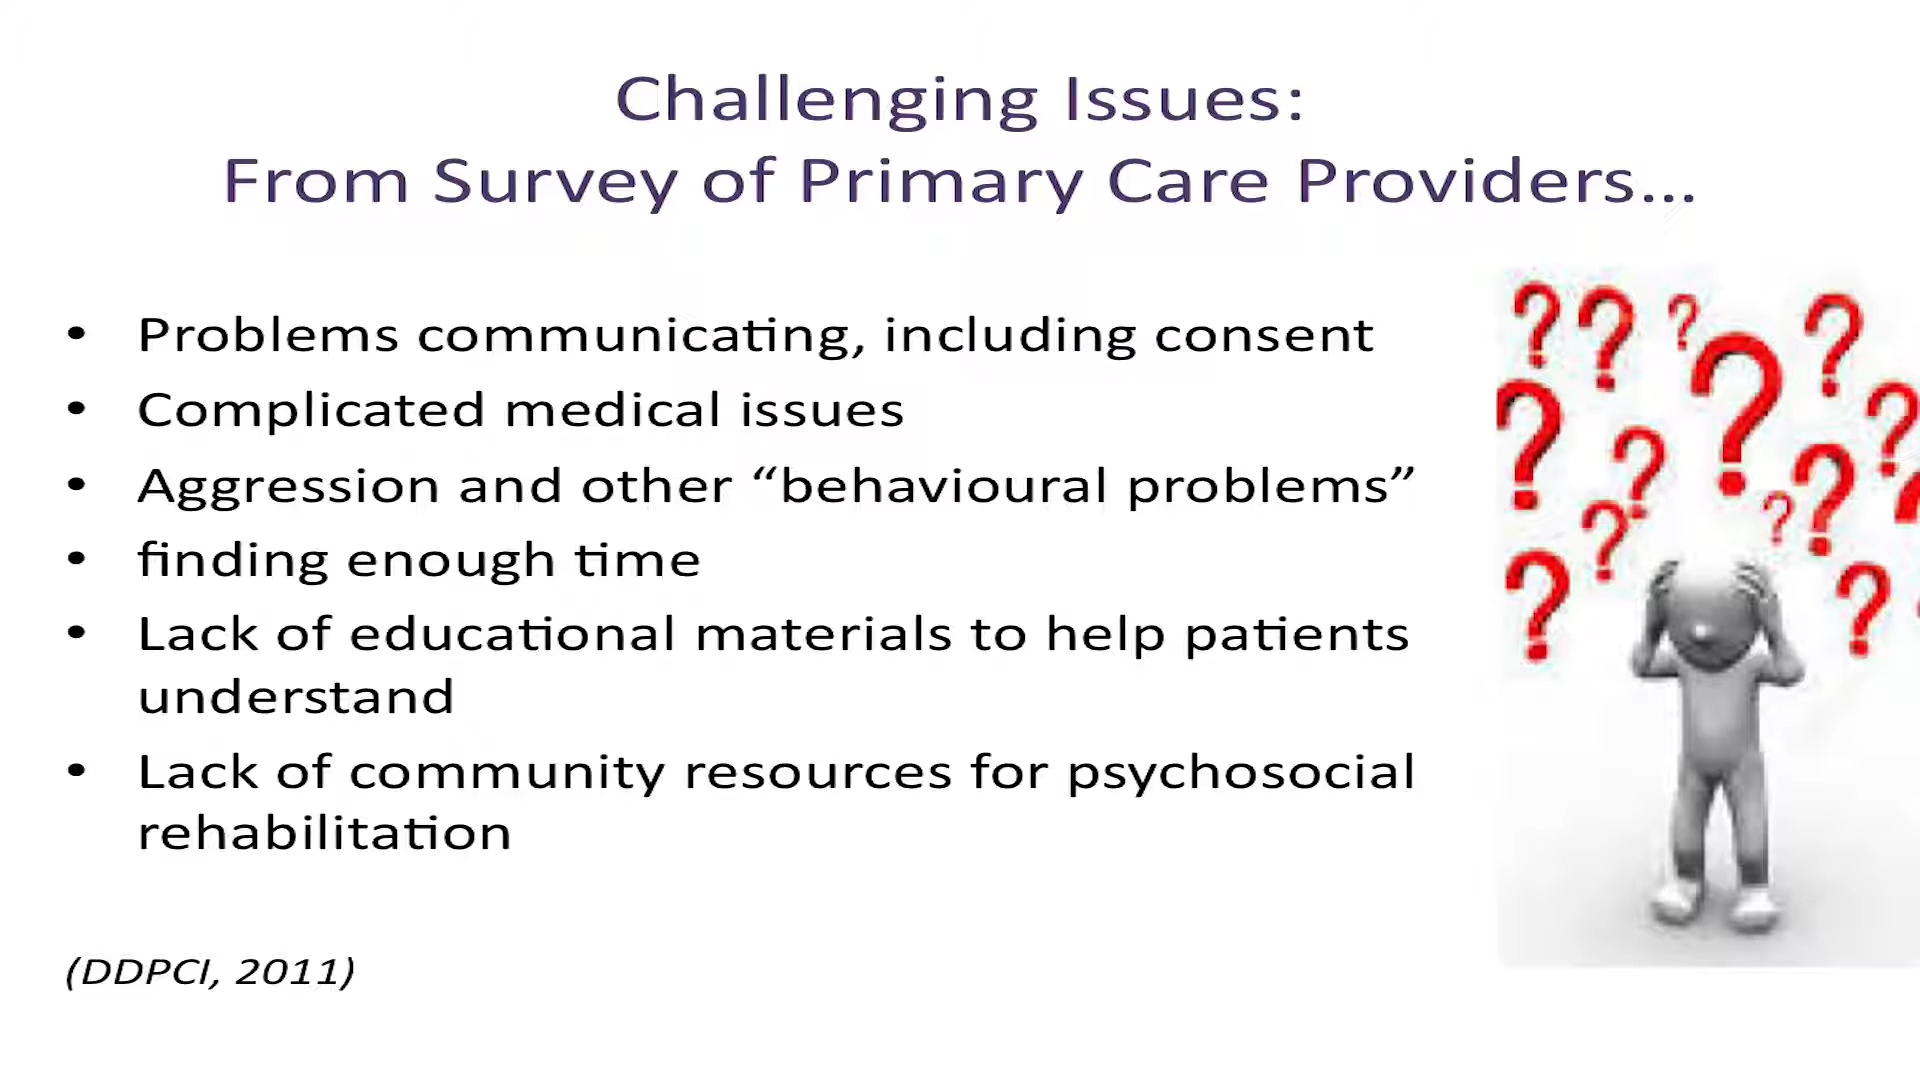 Challenging Issues:
From Survey of Primary Care Providers...
• Problems communicating, including consent
• Complicated medical issues
• Aggression and other “behavioural problems”
• finding enough time
• Lack of educational materials to help patients
understand
• Lack of community resources for psychosocial
rehabilitation
(DDPCI, 2011)
? ? ? ? ? ? ? ? ? ? ? ? ? ?